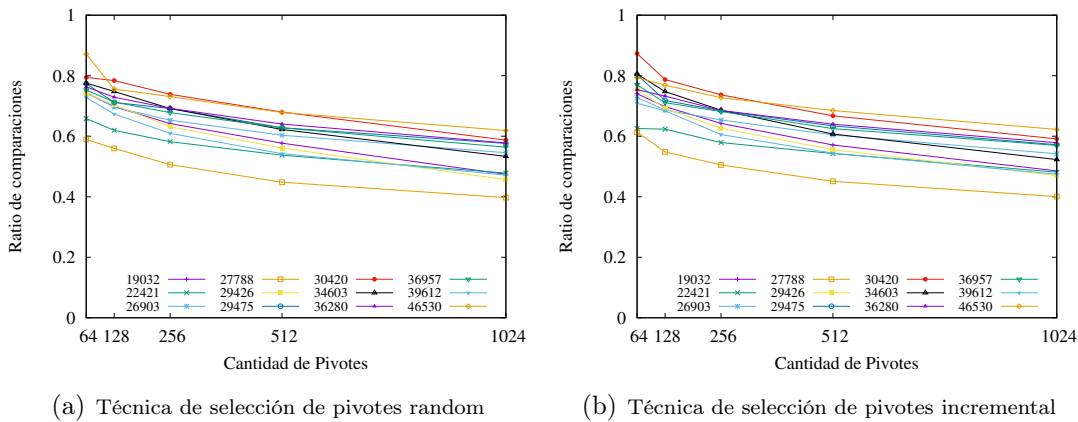 Ratio de comparaciones
1
0.8
0.6
0.4
0.2
0
19032 27788 30420 36957
22421 29426 34603 39612
26903 29475 36280 46530
64 128 256 512 1024
Cantidad de Pivotes
(a) Técnica de selección de pivotes random
Ratio de comparaciones
1
0.8
0.6
0.4
0.2
0
19032 27788 30420 36957
22421 29426 34603 39612
26903 29475 36280 46530
64 128 256 512 1024
Cantidad de Pivotes
(b) Técnica de selección de pivotes incremental